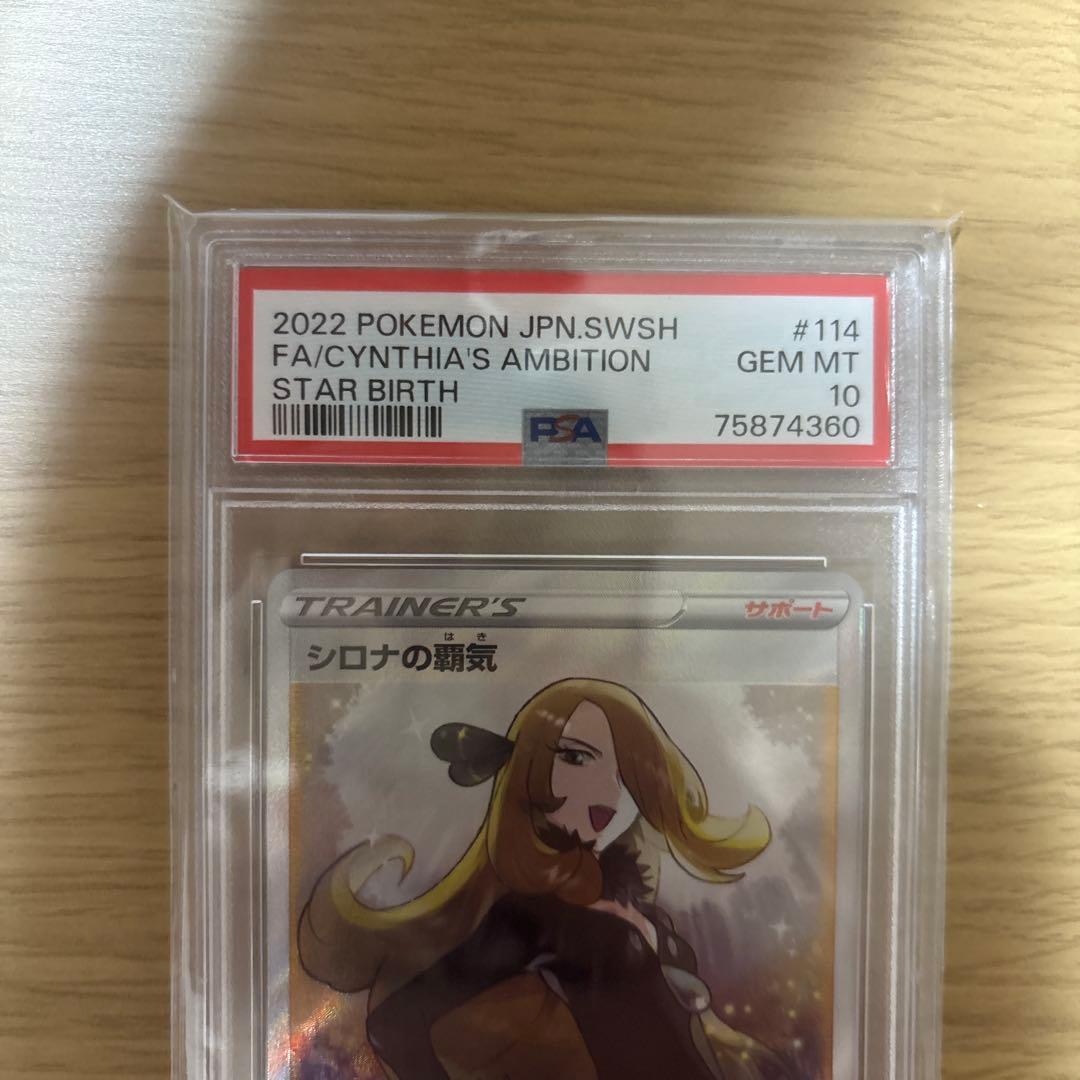 2022 POKEMON JPN.SWSH #114
FA/CYNTHIA'S AMBITION GEM MT
STAR BIRTH 10
75874360
PSA
TRAINER'S サポート
はき
シロナの覇気